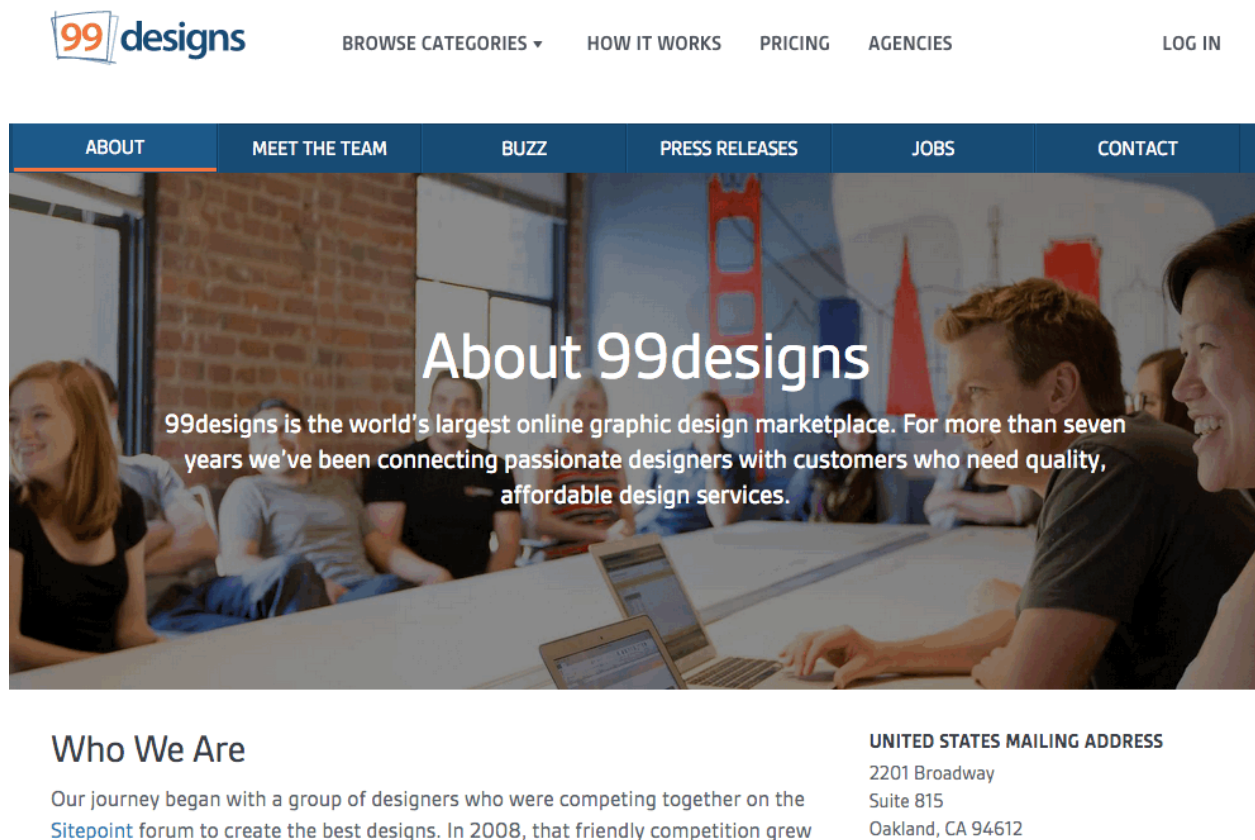 99 designs
BROWSE CATEGORIES ▾ HOW IT WORKS PRICING AGENCIES LOG IN
ABOUT MEET THE TEAM BUZZ PRESS RELEASES JOBS CONTACT
About 99designs
99designs is the world's largest online graphic design marketplace. For more than seven
years we've been connecting passionate designers with customers who need quality,
affordable design services.
Who We Are
Our journey began with a group of designers who were competing together on the
Sitepoint forum to create the best designs. In 2008, that friendly competition grew
UNITED STATES MAILING ADDRESS
2201 Broadway
Suite 815
Oakland, CA 94612